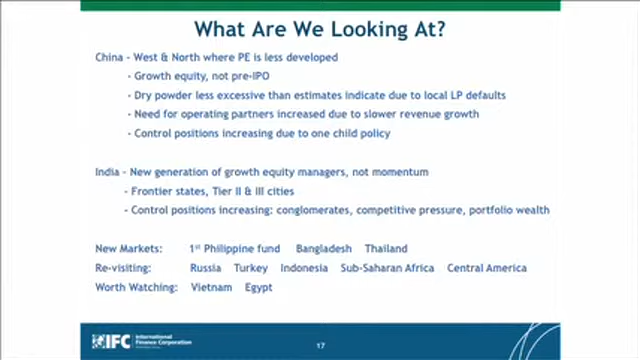 What Are We Looking At?
China - West & North where PE is less developed
- Growth equity, not pre-IPO
- Dry powder less excessive than estimates indicate due to local LP defaults
- Need for operating partners increased due to slower revenue growth
- Control positions increasing due to one child policy
India - New generation of growth equity managers, not momentum
- Frontier states, Tier II & III cities
- Control positions increasing: conglomerates, competitive pressure, portfolio wealth
New Markets: 1st Philippine fund Bangladesh Thailand
Re-visiting: Russia Turkey Indonesia Sub-Saharan Africa Central America
Worth Watching: Vietnam Egypt
IFC International
Finance Corporation
17